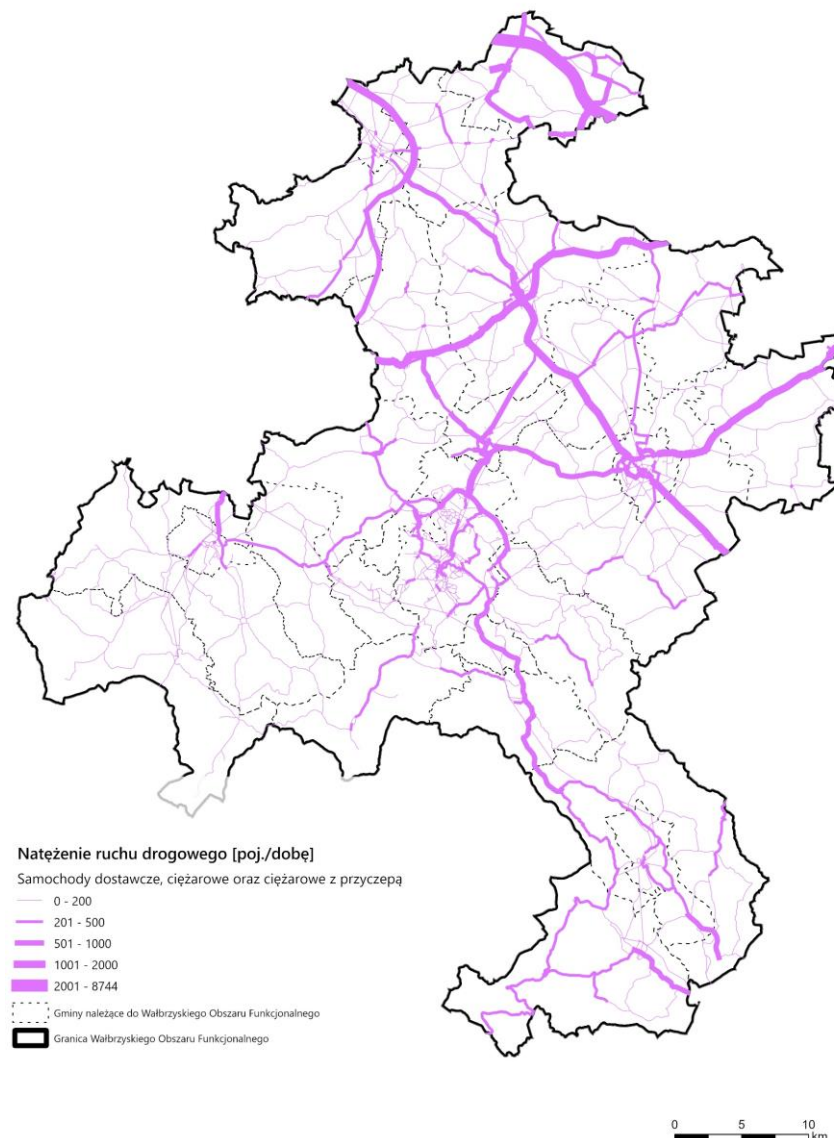 Natężenie ruchu drogowego [poj./dobę]
Samochody dostawcze, ciężarowe oraz ciężarowe z przyczepą
0 - 200
201 - 500
501 - 1000
1001 - 2000
2001 - 8744
Gminy należące do Wałbrzyskiego Obszaru Funkcjonalnego
Granica Wałbrzyskiego Obszaru Funkcjonalnego
0 5 10
km